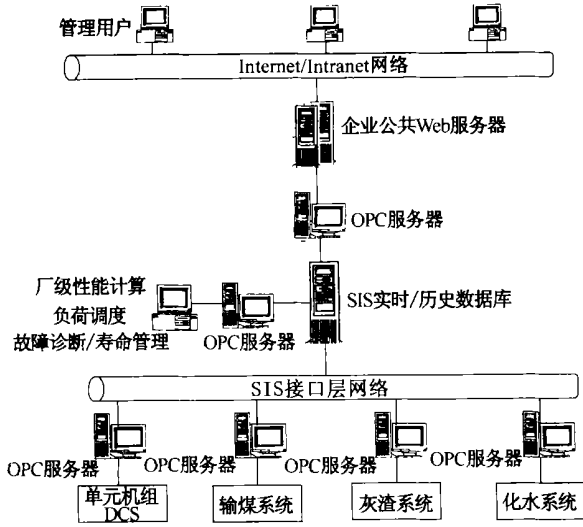 管理用户
Internet/Intranet网络
企业公共Web服务器
OPC服务器
厂级性能计算
负荷调度
故障诊断/寿命管理
OPC服务器
SIS实时/历史数据库
SIS接口层网络
OPC服务器
OPC服务器
OPC服务器
OPC服务器
单元机组
DCS
输煤系统
灰渣系统
化水系统